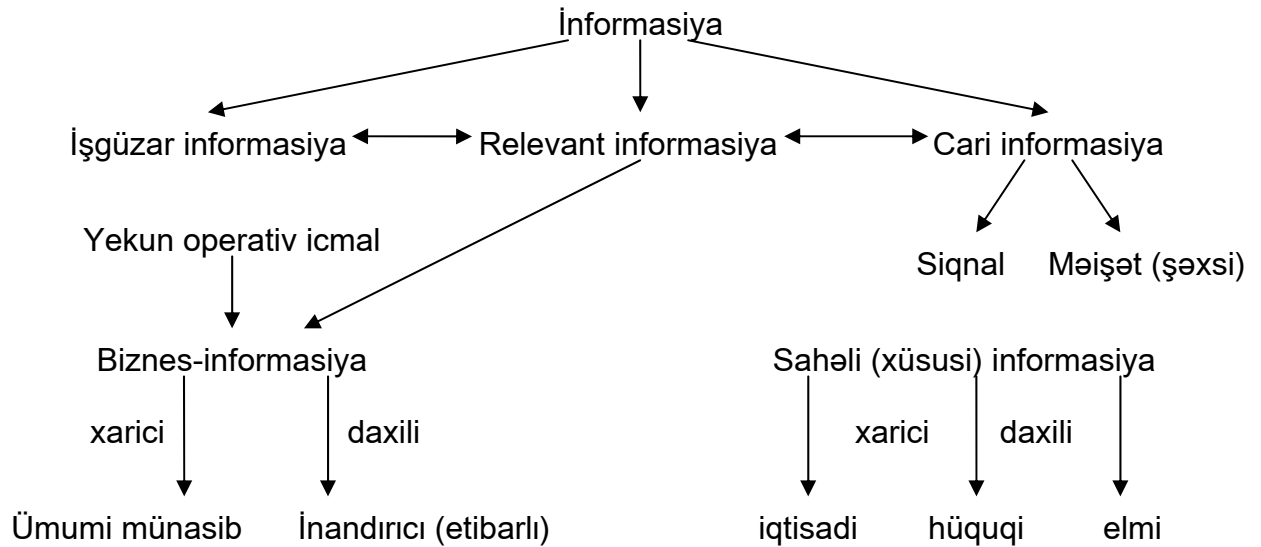 İnformasiya
İşgüzar informasiya Relevant informasiya Cari informasiya
Yekun operativ icmal
Siqnal Məişət (şəxsi)
Biznes-informasiya Sahəli (xüsusi) informasiya
xarici daxili xarici daxili
Ümumi münasib İnandırıcı (etibarlı) iqtisadi hüquqi elmi